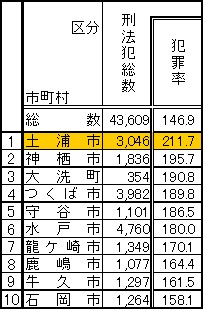 区分 刑法犯総数 犯罪率
市町村
総数 43,609 146.9
1 土浦市 3,046 211.7
2 神栖市 1,836 195.7
3 大洗町 354 190.8
4 つくば市 3,982 189.8
5 守谷市 1,101 186.5
6 水戸市 4,760 180.0
7 龍ケ崎市 1,349 170.1
8 鹿嶋市 1,077 164.4
9 牛久市 1,297 161.5
10 石岡市 1,264 158.1